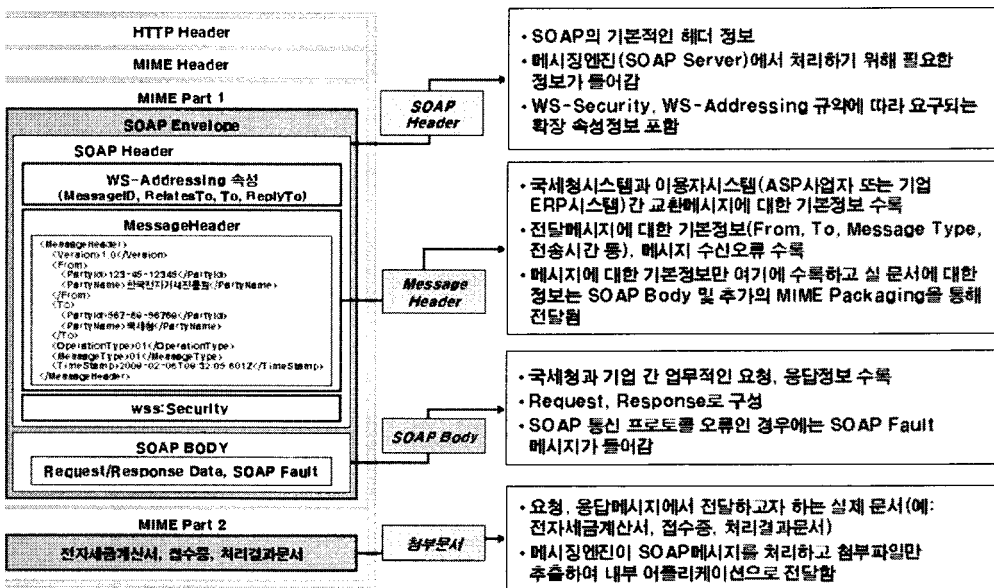 HTTP Header
MIME Header
MIME Part 1
SOAP Envelope
SOAP Header
WS-Addressing 속성
(MessageID, RelatesTo, To, ReplyTo)
MessageHeader
<MessageHeader>
<Version>1.0</Version>
<From>
<PartyId>123-45-12345</PartyId>
<PartyName>한국전자거래진흥원</PartyName>
</From>
<To>
<PartyName>국세청</PartyName>
</To>
<OperationType>01</OperationType>
<MessageType>01</MessageType>
</MessageHeader>
wss:Security
SOAP BODY
Request/Response Data, SOAP Fault
MIME Part 2
전자세금계산서, 접수증, 처리결과문서
SOAP
Header
Message
Header
SOAP Body
첨부문서
• SOAP의 기본적인 헤더 정보
• 메시징엔진(SOAP Server)에서 처리하기 위해 필요한
정보가 들어감
• WS-Security, WS-Addressing 규약에 따라 요구되는
확장 속성정보 포함
• 국세청시스템과 이용자시스템(ASP사업자 또는 기업
ERP시스템)간 교환메시지에 대한 기본정보 수록
• 전달메시지에 대한 기본정보(From, To, Message Type,
전송시간 등), 메시지 수신오류 수록
• 메시지에 대한 기본정보만 여기에 수록하고 실 문서에 대한
정보는 SOAP Body 및 추가의 MIME Packaging을 통해
전달됨
• 국세청과 기업 간 업무적인 요청, 응답정보 수록
• Request, Response로 구성
• SOAP 통신 프로토콜 오류인 경우에는 SOAP Fault
메시지가 들어감
• 요청, 응답메시지에서 전달하고자 하는 실제 문서(예:
전자세금계산서, 접수증, 처리결과문서)
• 메시징엔진이 SOAP메시지를 처리하고 첨부파일만
추출하여 내부 어플리케이션으로 전달함